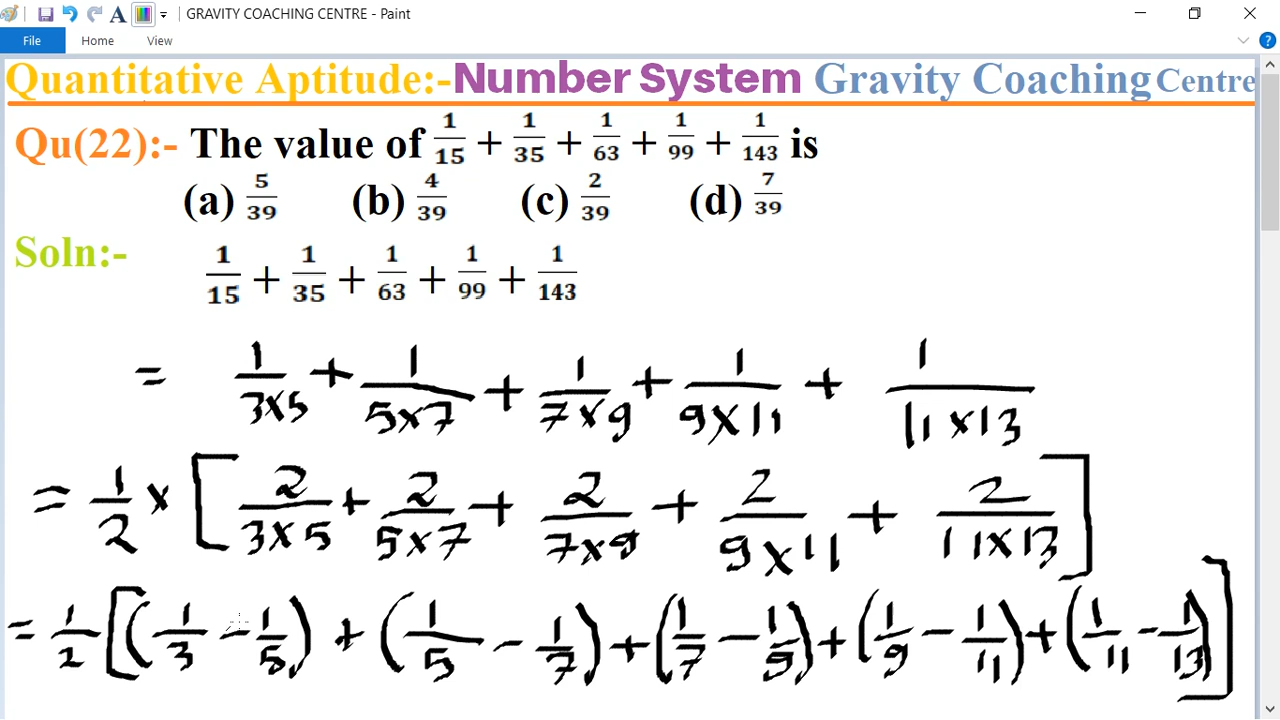 GRAVITY COACHING CENTRE - Paint
File Home View
Quantitative Aptitude:-Number System Gravity Coaching Centre
Qu(22):- The value of 1/15 + 1/35 + 1/63 + 1/99 + 1/143 is
(a) 5/39 (b) 4/39 (c) 2/39 (d) 7/39
Soln:-
1/15 + 1/35 + 1/63 + 1/99 + 1/143
= 1/(3×5) + 1/(5×7) + 1/(7×9) + 1/(9×11) + 1/(11×13)
= 1/2 × [2/(3×5) + 2/(5×7) + 2/(7×9) + 2/(9×11) + 2/(11×13)]
= 1/2 [(1/3 - 1/5) + (1/5 - 1/7) + (1/7 - 1/9) + (1/9 - 1/11) + (1/11 - 1/13)]